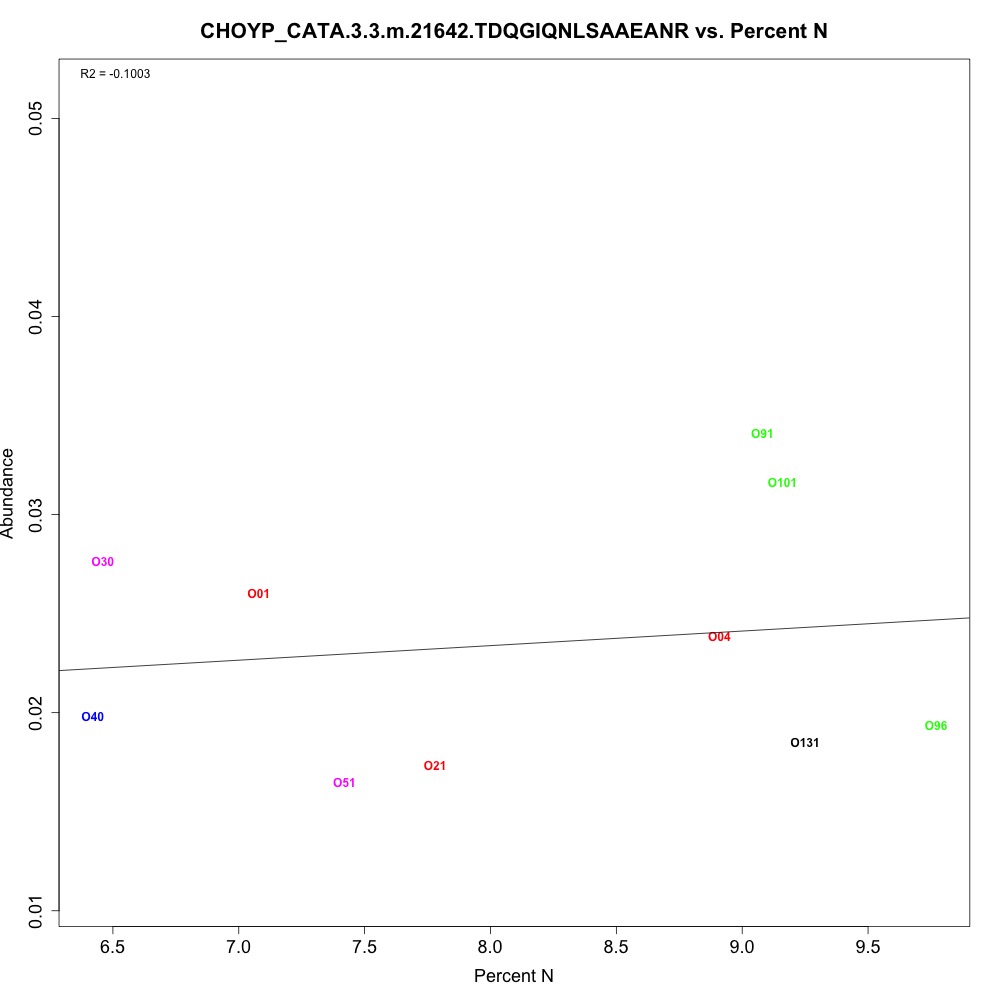 CHOYP_CATA.3.3.m.21642.TDQGIQNLSAAEANR vs. Percent N
R2 = -0.1003
0.05
0.04
0.03
0.02
0.01
Abundance
O91
O101
O30
O01
O04
O40
O96
O131
O21
O51
6.5 7.0 7.5 8.0 8.5 9.0 9.5
Percent N